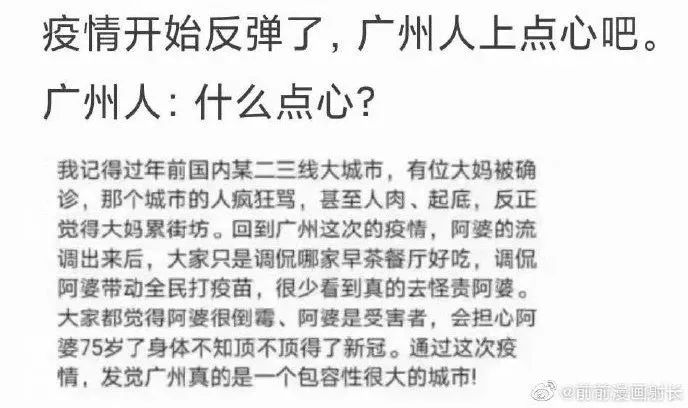 疫情开始反弹了，广州人上点心吧。
广州人：什么点心？
我记得过年前国内某二三线大城市，有位大妈被确
诊，那个城市的人疯狂骂，甚至人肉、起底，反正
觉得大妈累街坊。回到广州这次的疫情，阿婆的流
调出来后，大家只是调侃哪家早茶餐厅好吃，调侃
阿婆带动全民打疫苗，很少看到真的去怪责阿婆。
大家都觉得阿婆很倒霉、阿婆是受害者，会担心阿
婆75岁了身体不知顶不顶得了新冠。通过这次疫
情，发觉广州真的是一个包容性很大的城市!
@前前漫画射长